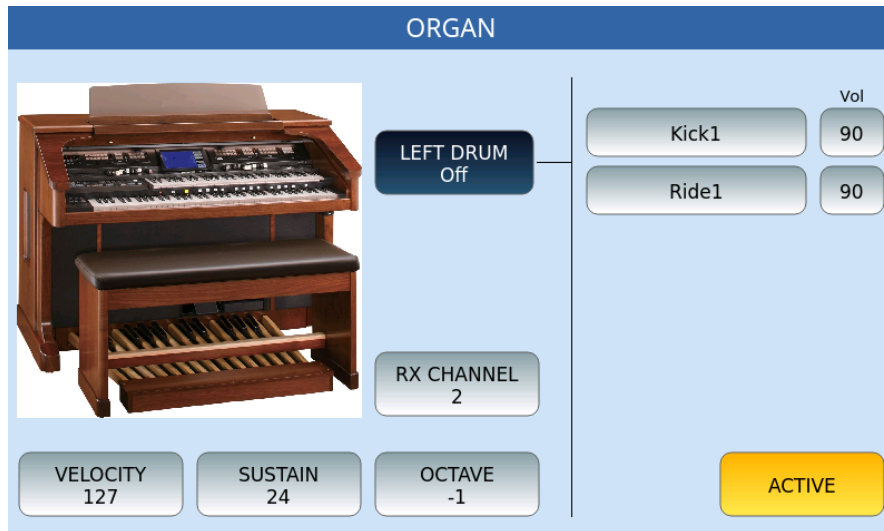 ORGAN
Vol
LEFT DRUM
Off
Kick1
90
Ride1
90
RX CHANNEL
2
VELOCITY
127
SUSTAIN
24
OCTAVE
-1
ACTIVE